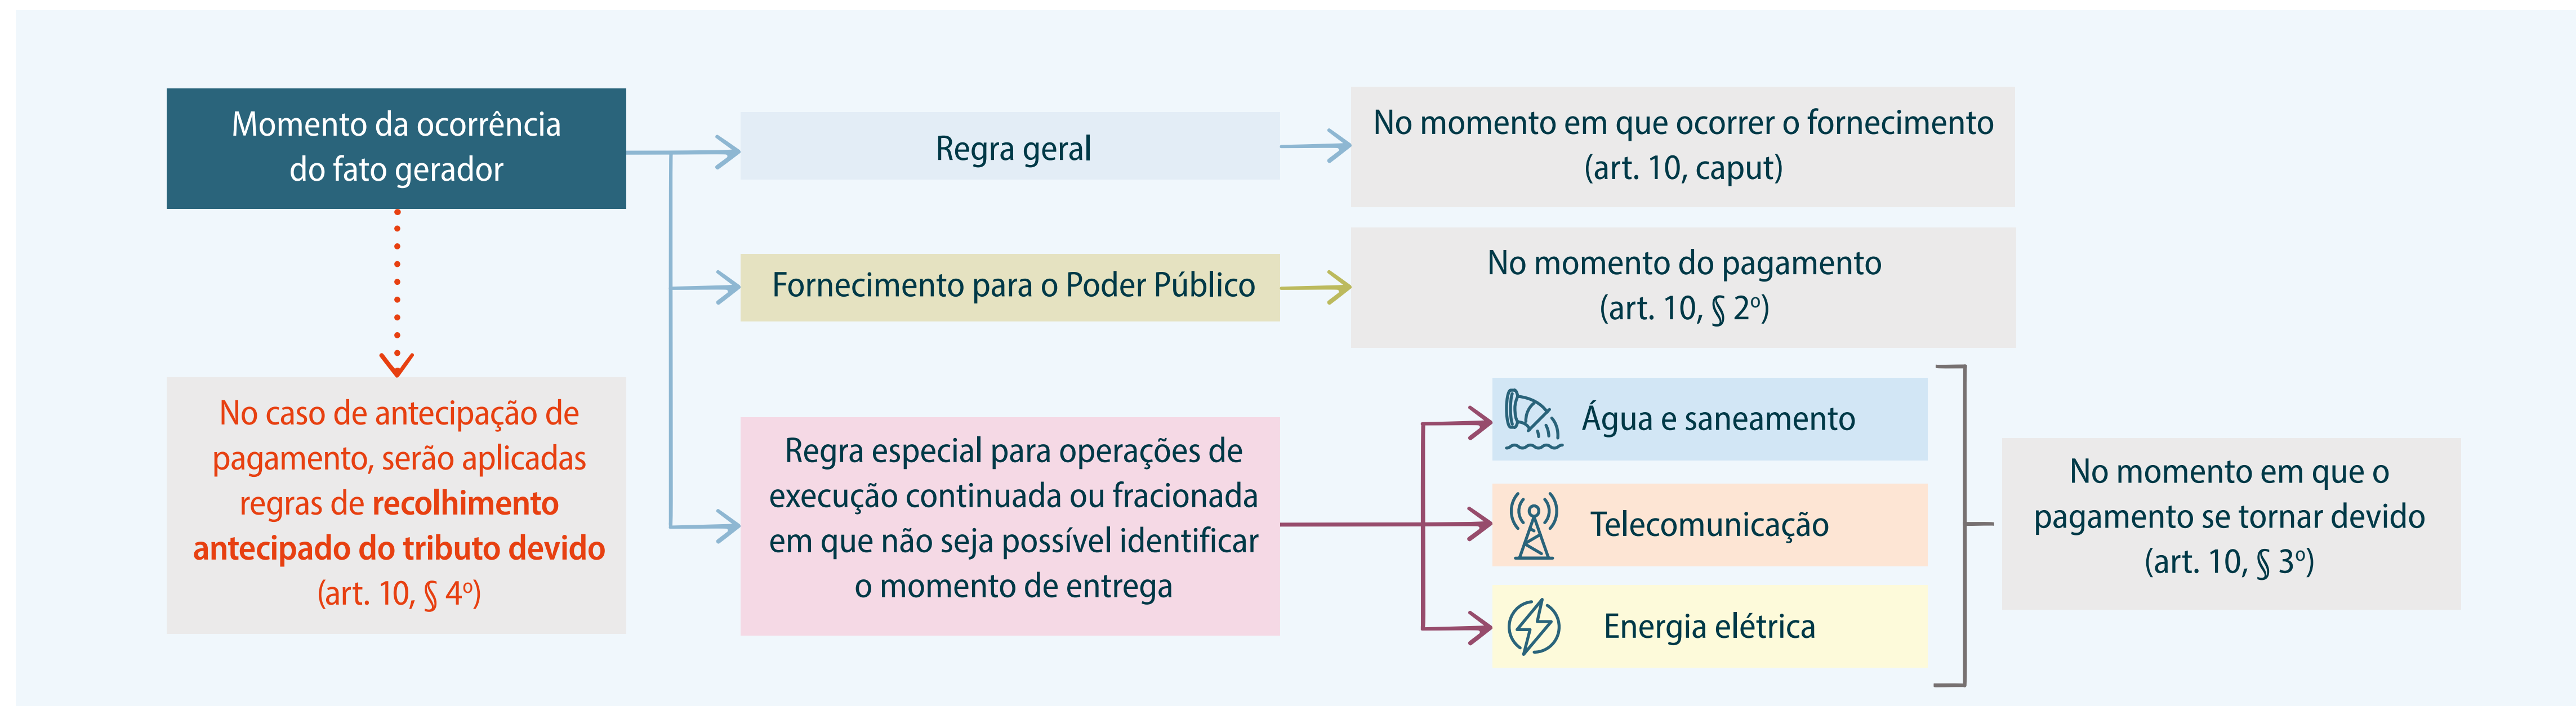 Momento da ocorrência
do fato gerador
No caso de antecipação de
pagamento, serão aplicadas
regras de recolhimento
antecipado do tributo devido
(art. 10, § 4º)
Regra geral
No momento em que ocorrer o fornecimento
(art. 10, caput)
Fornecimento para o Poder Público
No momento do pagamento
(art. 10, § 2º)
Regra especial para operações de
execução continuada ou fracionada
em que não seja possível identificar
o momento de entrega
Água e saneamento
Telecomunicação
Energia elétrica
No momento em que o
pagamento se tornar devido
(art. 10, § 3º)